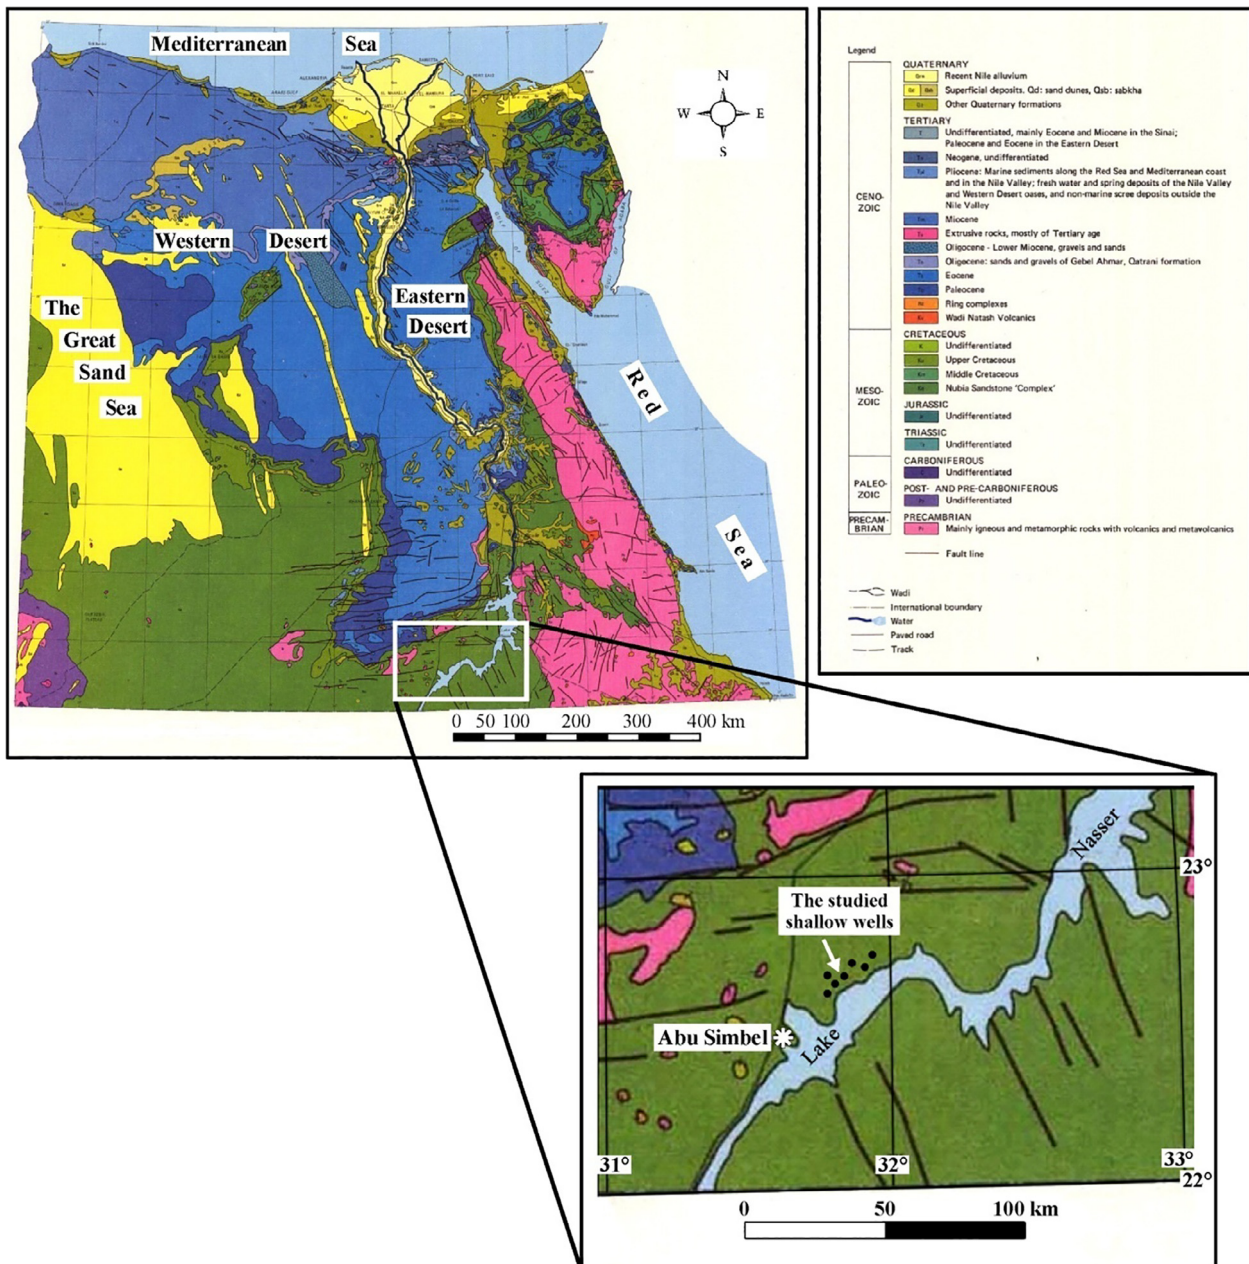 Mediterranean Sea
N
W E
S
Western Desert
The
Great
Sand
Sea
Eastern
Desert
Red
Sea
0 50 100 200 300 400 km
Legend
CENO-
ZOIC
QUATERNARY
Recent Nile alluvium
Superficial deposits. Qd: sand dunes, Qsb: sabkha
Other Quaternary formations
TERTIARY
Undifferentiated, mainly Eocene and Miocene in the Sinai;
Paleocene and Eocene in the Eastern Desert
Neogene, undifferentiated
Pliocene: Marine sediments along the Red Sea and Mediterranean coast
and in the Nile Valley; fresh water and spring deposits of the Nile Valley
and Western Desert oases, and non-marine scree deposits outside the
Nile Valley
Miocene
Extrusive rocks, mostly of Tertiary age
Oligocene - Lower Miocene, gravels and sands
Oligocene: sands and gravels of Gebel Ahmar, Qatrani formation
Eocene
Paleocene
Ring complexes
Wadi Natash Volcanics
MESO-
ZOIC
CRETACEOUS
Undifferentiated
Upper Cretaceous
Middle Cretaceous
Nubia Sandstone 'Complex'
JURASSIC
Undifferentiated
TRIASSIC
Undifferentiated
PALEO-
ZOIC
CARBONIFEROUS
Undifferentiated
POST- AND PRE-CARBONIFEROUS
Undifferentiated
PRECAM-
BRIAN
PRECAMBRIAN
Mainly igneous and metamorphic rocks with volcanics and metavolcanics
Fault line
Wadi
International boundary
Water
Paved road
Track
Nasser
23°
The studied
shallow wells
Abu Simbel
Lake
31°
32°
33°
22°
0 50 100 km